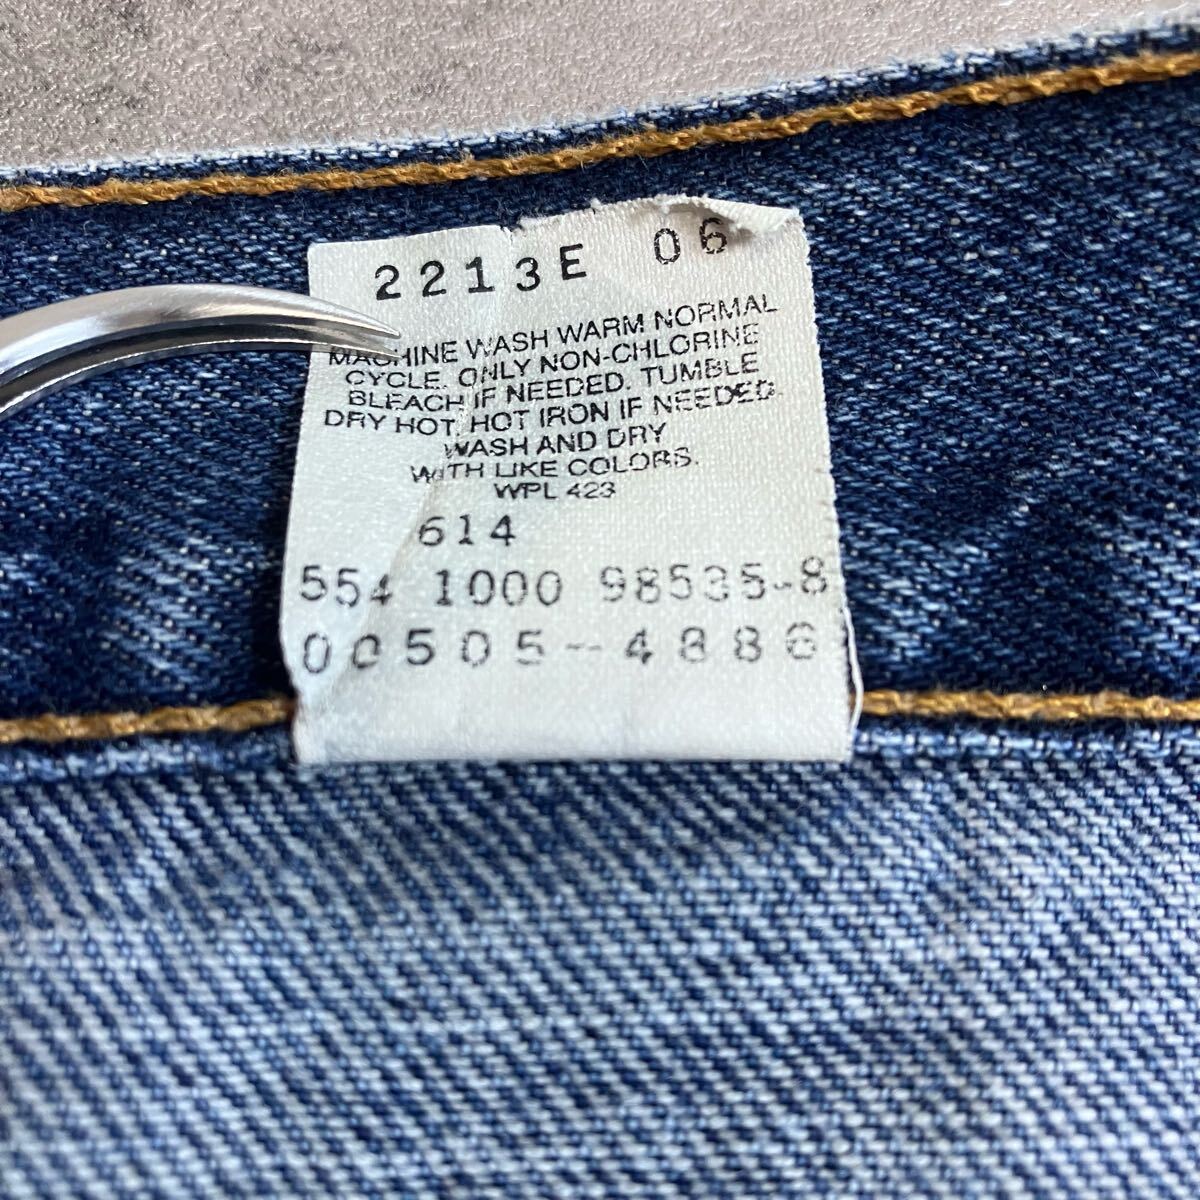 2213E 06
MACHINE WASH WARM NORMAL
CYCLE. ONLY NON-CHLORINE
BLEACH IF NEEDED. TUMBLE
DRY HOT, HOT IRON IF NEEDED.
WASH AND DRY
WITH LIKE COLORS.
WPL 423
614
554 1000 98535-8
00505-4886